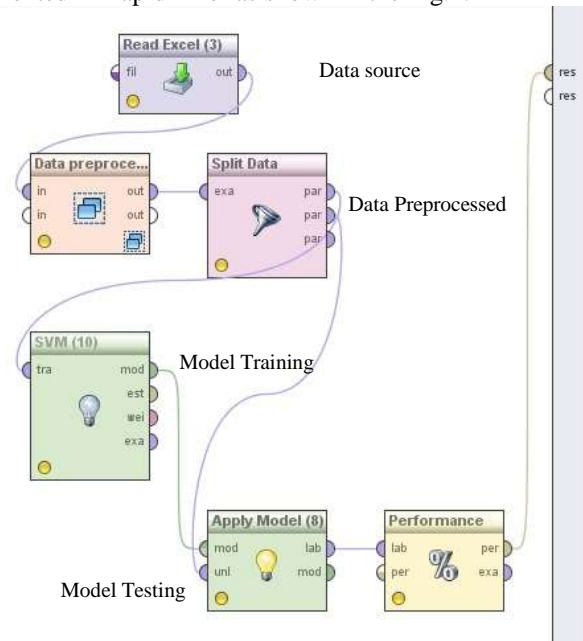 Read Excel (3)
fil out
Data source
res
res
Data preproce...
in out
in out
Split Data
exa par
par
par
Data Preprocessed
SVM (10)
tra mod
est
wei
exa
Model Training
Apply Model (8)
mod lab
unl mod
Performance
lab per
per exa
%
Model Testing